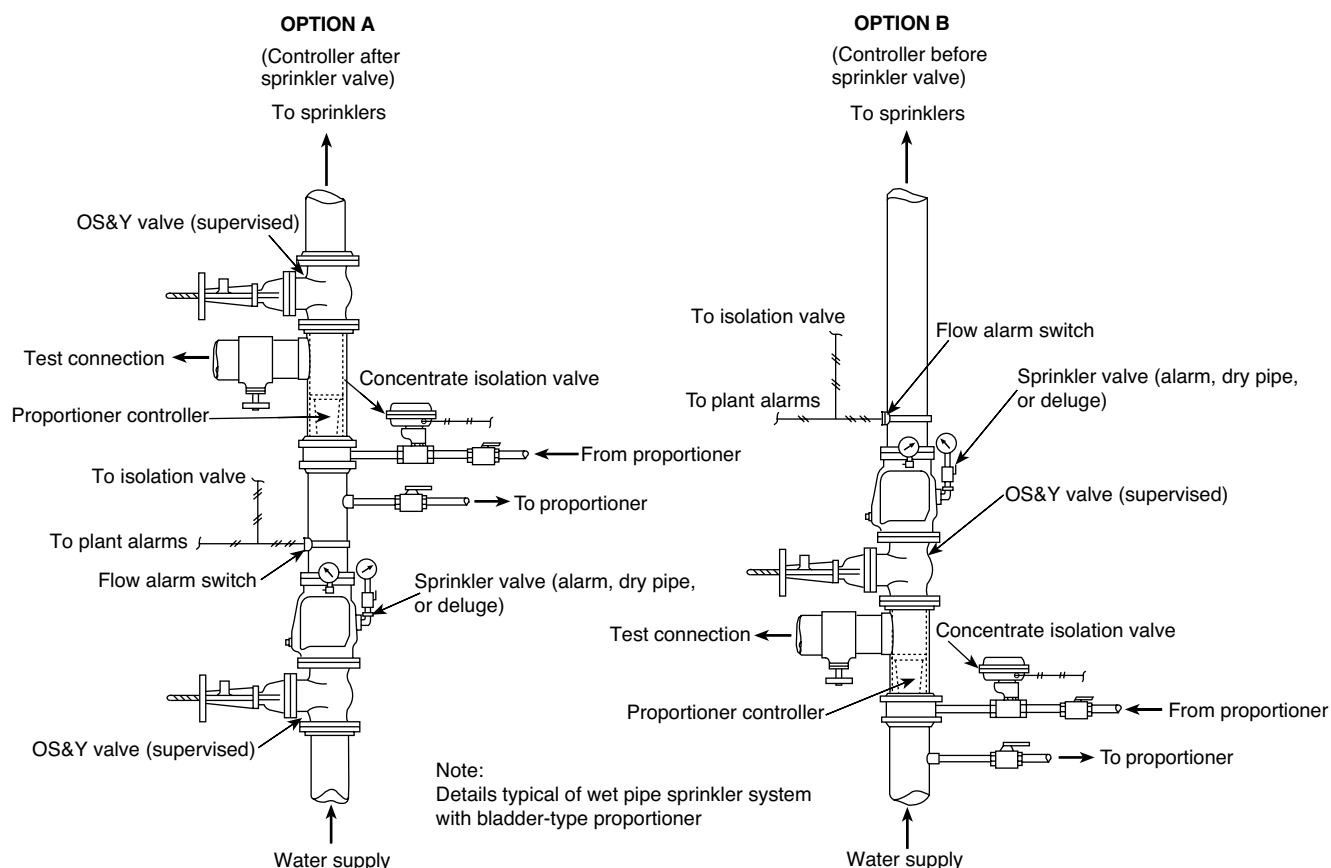 OPTION A
(Controller after
sprinkler valve)
To sprinklers
OS&Y valve (supervised)
Test connection
Concentrate isolation valve
Proportioner controller
From proportioner
To isolation valve
To proportioner
To plant alarms
Flow alarm switch
Sprinkler valve (alarm, dry pipe,
or deluge)
OS&Y valve (supervised)
Water supply
Note:
Details typical of wet pipe sprinkler system
with bladder-type proportioner
OPTION B
(Controller before
sprinkler valve)
To sprinklers
To isolation valve
Flow alarm switch
Sprinkler valve (alarm, dry pipe,
or deluge)
To plant alarms
OS&Y valve (supervised)
Test connection
Concentrate isolation valve
Proportioner controller
From proportioner
To proportioner
Water supply